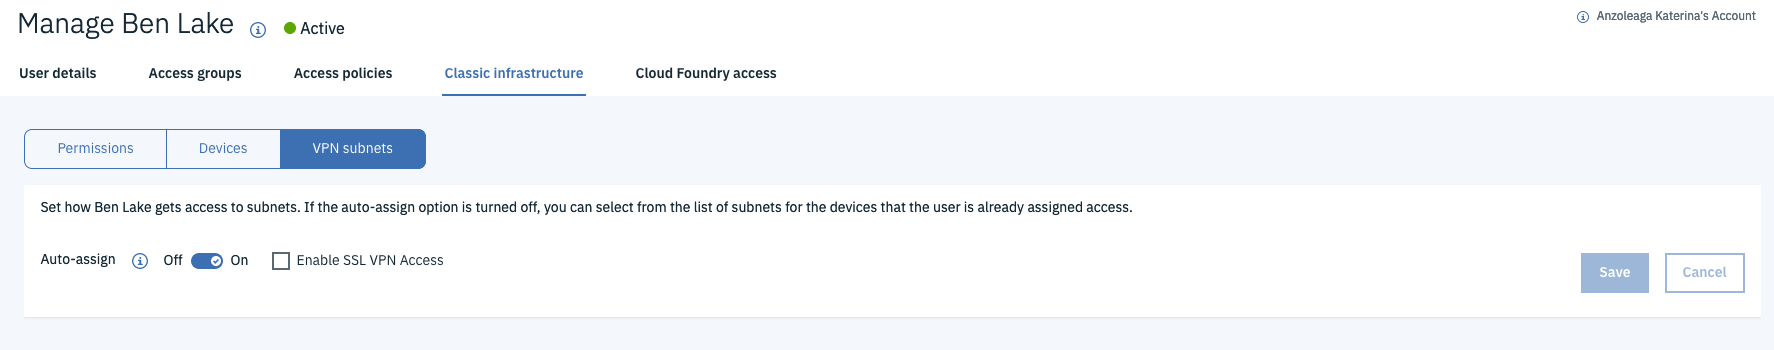 Manage Ben Lake Active
Anzoleaga Katerina's Account
User details Access groups Access policies Classic infrastructure Cloud Foundry access
Permissions Devices VPN subnets
Set how Ben Lake gets access to subnets. If the auto-assign option is turned off, you can select from the list of subnets for the devices that the user is already assigned access.
Auto-assign Off On Enable SSL VPN Access
Save Cancel